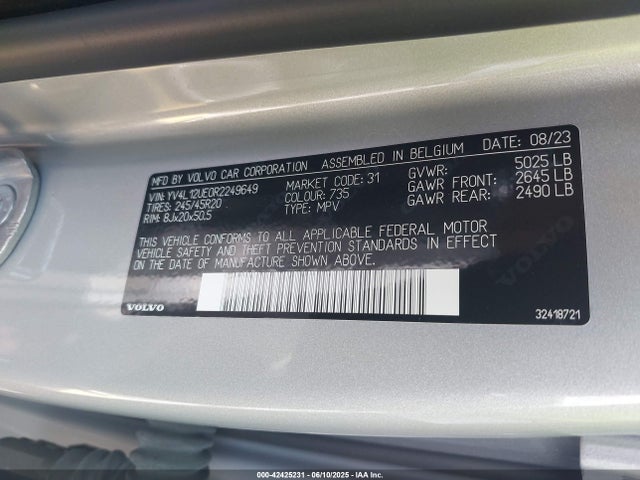 MFD BY VOLVO CAR CORPORATION ASSEMBLED IN BELGIUM DATE: 08/23
VIN: YV4L12UE0R2249649 MARKET CODE: 31 GVWR: 5025 LB
TIRES: 245/45R20 COLOUR: 735 GAWR FRONT: 2645 LB
RIM: 8Jx20x50,5 TYPE: MPV GAWR REAR: 2490 LB
THIS VEHICLE CONFORMS TO ALL APPLICABLE FEDERAL MOTOR
VEHICLE SAFETY AND THEFT PREVENTION STANDARDS IN EFFECT
ON THE DATE OF MANUFACTURE SHOWN ABOVE.
VOLVO 32418721
000-42425231 - 06/10/2025 - IAA Inc.